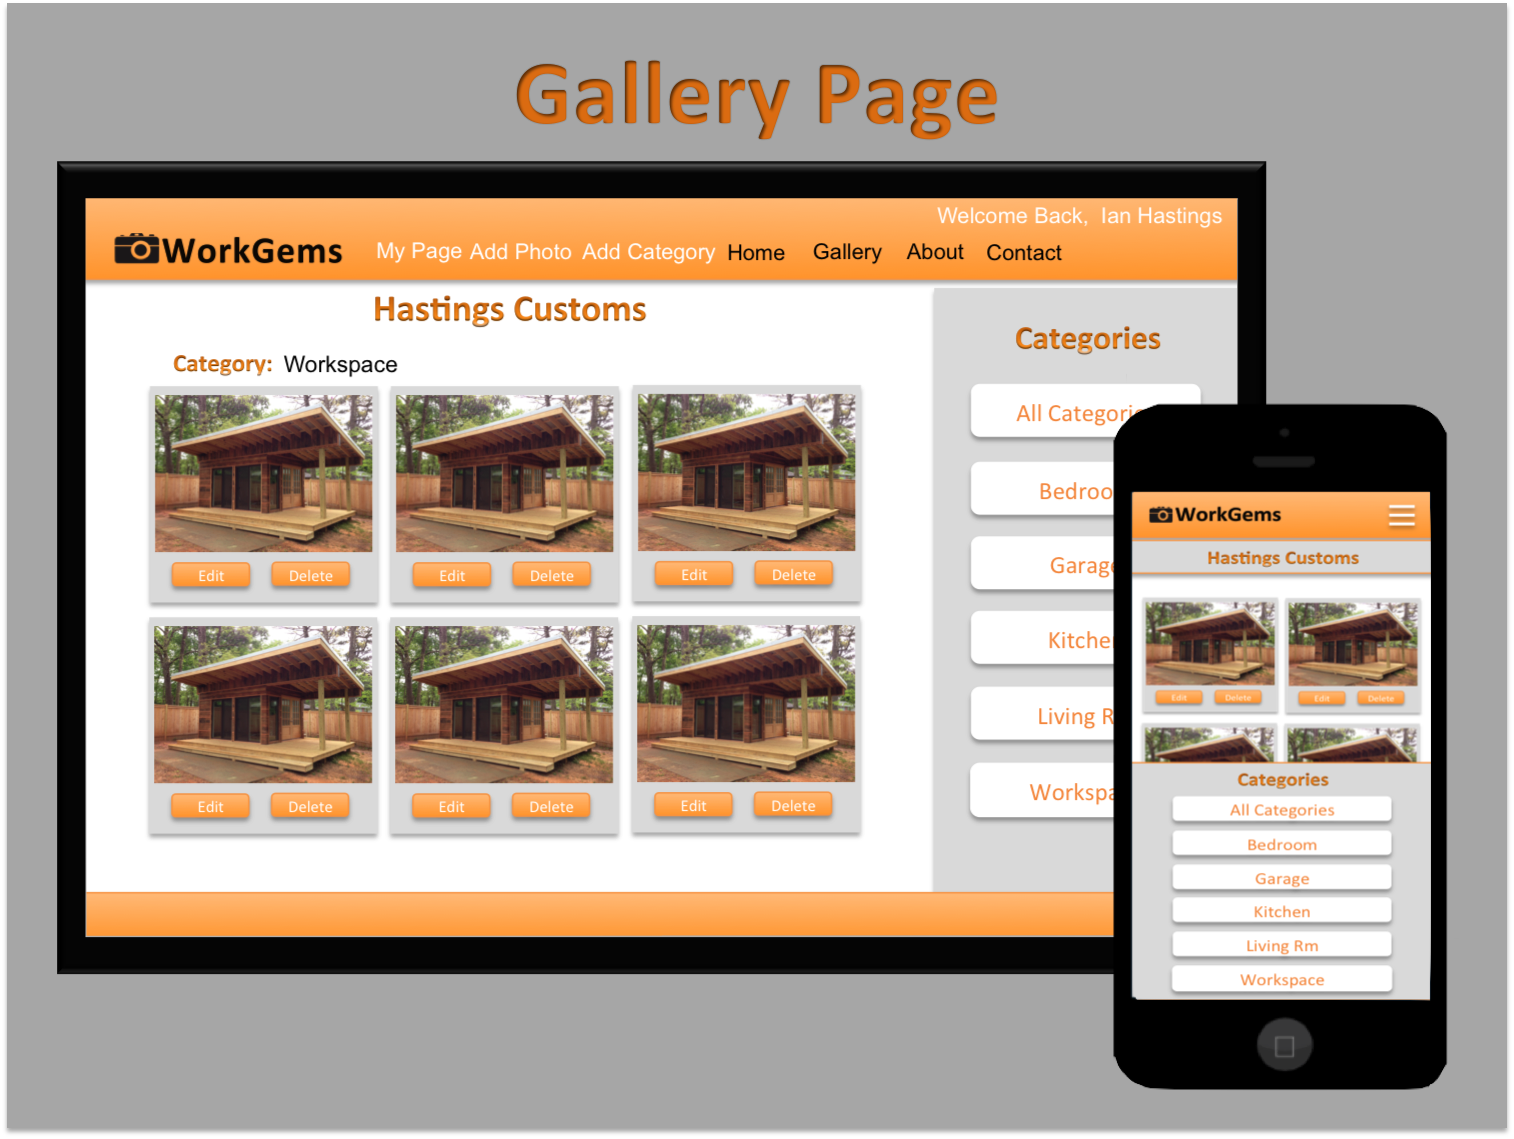 Gallery Page
Welcome Back, Ian Hastings
WorkGems My Page Add Photo Add Category Home Gallery About Contact
Hastings Customs
Category: Workspace
Edit Delete Edit Delete Edit Delete
Edit Delete Edit Delete Edit Delete
Categories
All Categorie
Bedroo
Garage
Kitche
Living R
Workspa
WorkGems
Hastings Customs
Edit Delete Edit Delete
Categories
All Categories
Bedroom
Garage
Kitchen
Living Rm
Workspace